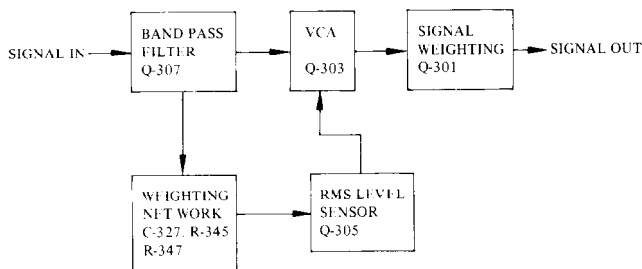 SIGNAL IN
BAND PASS
FILTER
Q-307
VCA
Q-303
SIGNAL
WEIGHTING
Q-301
SIGNAL OUT
WEIGHTING
NET WORK
C-327, R-345
R-347
RMS LEVEL
SENSOR
Q-305